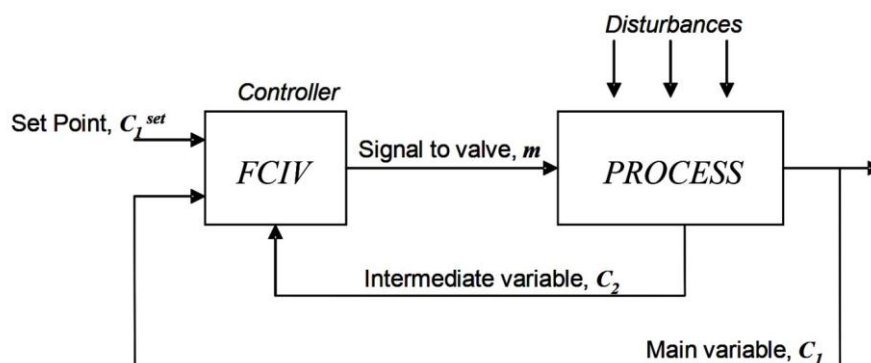 Disturbances
Controller
Set Point, C₁ˢᵉᵗ
FCIV
Signal to valve, m
PROCESS
Intermediate variable, C₂
Main variable, C₁